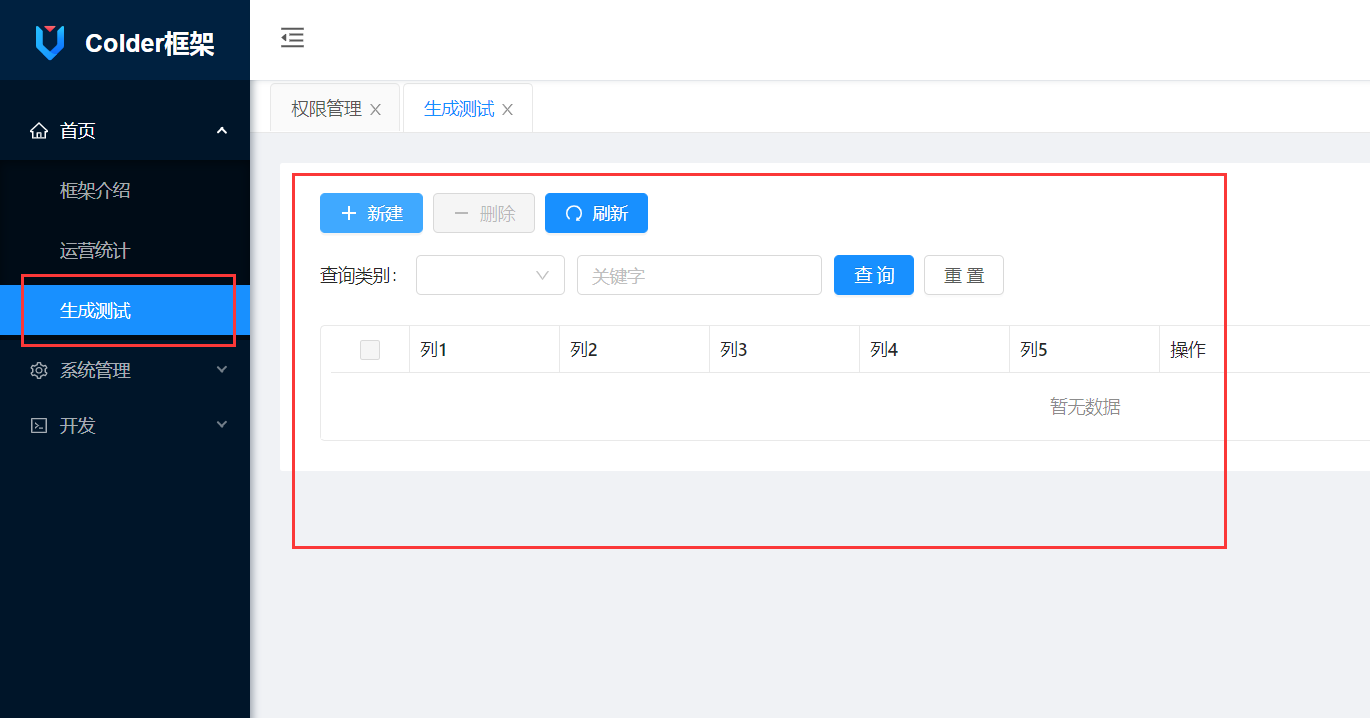 Colder框架
首页
框架介绍
运营统计
生成测试
系统管理
开发
权限管理 生成测试
新建 删除 刷新
查询类别: 关键字 查 询 重 置
列1 列2 列3 列4 列5 操作
暂无数据